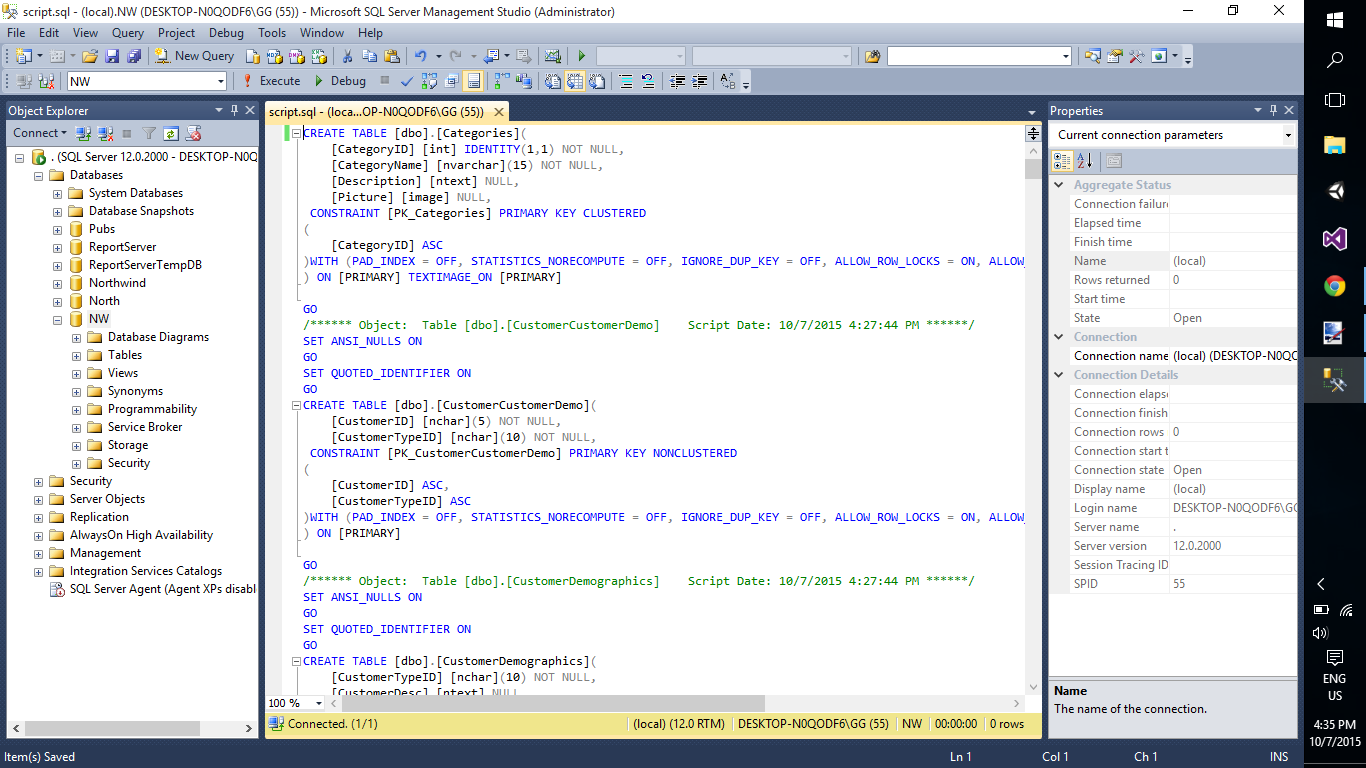 script.sql - (local).NW (DESKTOP-N0QODF6\GG (55)) - Microsoft SQL Server Management Studio (Administrator)
File Edit View Query Project Debug Tools Window Help
New Query
NW Execute Debug
Object Explorer
Connect
. (SQL Server 12.0.2000 - DESKTOP-N0Q
Databases
System Databases
Database Snapshots
Pubs
ReportServer
ReportServerTempDB
Northwind
North
NW
Database Diagrams
Tables
Views
Synonyms
Programmability
Service Broker
Storage
Security
Security
Server Objects
Replication
AlwaysOn High Availability
Management
Integration Services Catalogs
SQL Server Agent (Agent XPs disabl
script.sql - (loca...OP-N0QODF6\GG (55))
CREATE TABLE [dbo].[Categories](
[CategoryID] [int] IDENTITY(1,1) NOT NULL,
[CategoryName] [nvarchar](15) NOT NULL,
[Description] [ntext] NULL,
[Picture] [image] NULL,
CONSTRAINT [PK_Categories] PRIMARY KEY CLUSTERED
(
[CategoryID] ASC
)WITH (PAD_INDEX = OFF, STATISTICS_NORECOMPUTE = OFF, IGNORE_DUP_KEY = OFF, ALLOW_ROW_LOCKS = ON, ALLOW_
) ON [PRIMARY] TEXTIMAGE_ON [PRIMARY]
GO
/****** Object:  Table [dbo].[CustomerCustomerDemo]    Script Date: 10/7/2015 4:27:44 PM ******/
SET ANSI_NULLS ON
GO
SET QUOTED_IDENTIFIER ON
GO
CREATE TABLE [dbo].[CustomerCustomerDemo](
[CustomerID] [nchar](5) NOT NULL,
[CustomerTypeID] [nchar](10) NOT NULL,
CONSTRAINT [PK_CustomerCustomerDemo] PRIMARY KEY NONCLUSTERED
(
[CustomerID] ASC,
[CustomerTypeID] ASC
)WITH (PAD_INDEX = OFF, STATISTICS_NORECOMPUTE = OFF, IGNORE_DUP_KEY = OFF, ALLOW_ROW_LOCKS = ON, ALLOW_
) ON [PRIMARY]
GO
/****** Object:  Table [dbo].[CustomerDemographics]    Script Date: 10/7/2015 4:27:44 PM ******/
SET ANSI_NULLS ON
GO
SET QUOTED_IDENTIFIER ON
GO
CREATE TABLE [dbo].[CustomerDemographics](
[CustomerTypeID] [nchar](10) NOT NULL,
[CustomerDesc] [ntext] NULL
100 %
Connected. (1/1) (local) (12.0 RTM) DESKTOP-N0QODF6\GG (55) NW 00:00:00 0 rows
Properties
Current connection parameters
Aggregate Status
Connection failure
Elapsed time
Finish time
Name (local)
Rows returned 0
Start time
State Open
Connection
Connection name (local) (DESKTOP-N0QO
Connection Details
Connection elapse
Connection finish
Connection rows 0
Connection start t
Connection state Open
Display name (local)
Login name DESKTOP-N0QODF6\GG
Server name .
Server version 12.0.2000
Session Tracing ID
SPID 55
Name
The name of the connection.
Item(s) Saved Ln 1 Col 1 Ch 1 INS
ENG
US
4:35 PM
10/7/2015